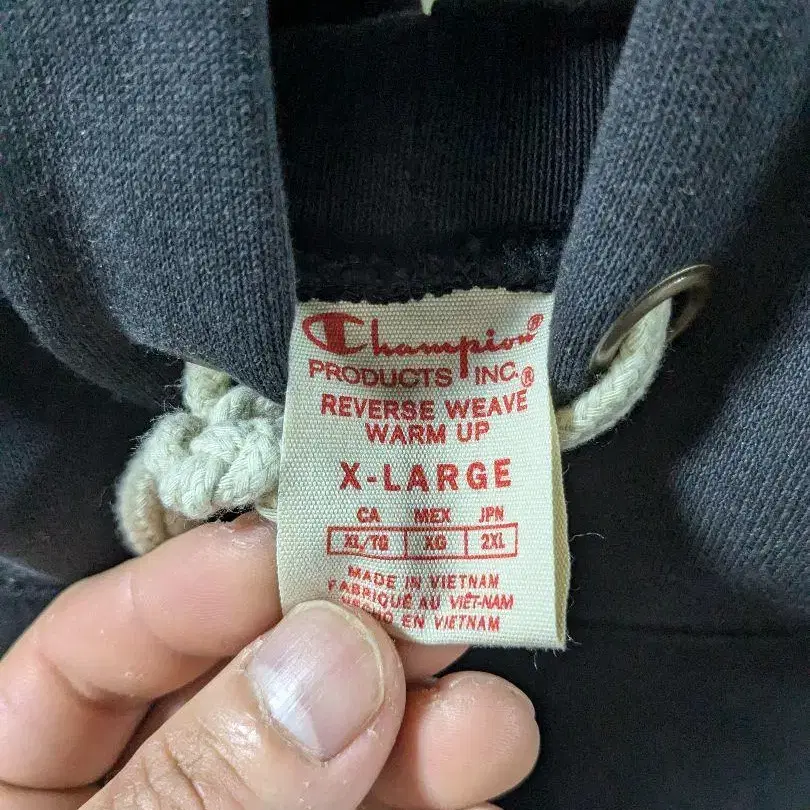 Champion®
PRODUCTS INC.®
REVERSE WEAVE
WARM UP
X-LARGE
CA MEX JPN
XL/TG XG 2XL
MADE IN VIETNAM
FABRIQUÉ AU VIÊT-NAM
HECHO EN VIETNAM